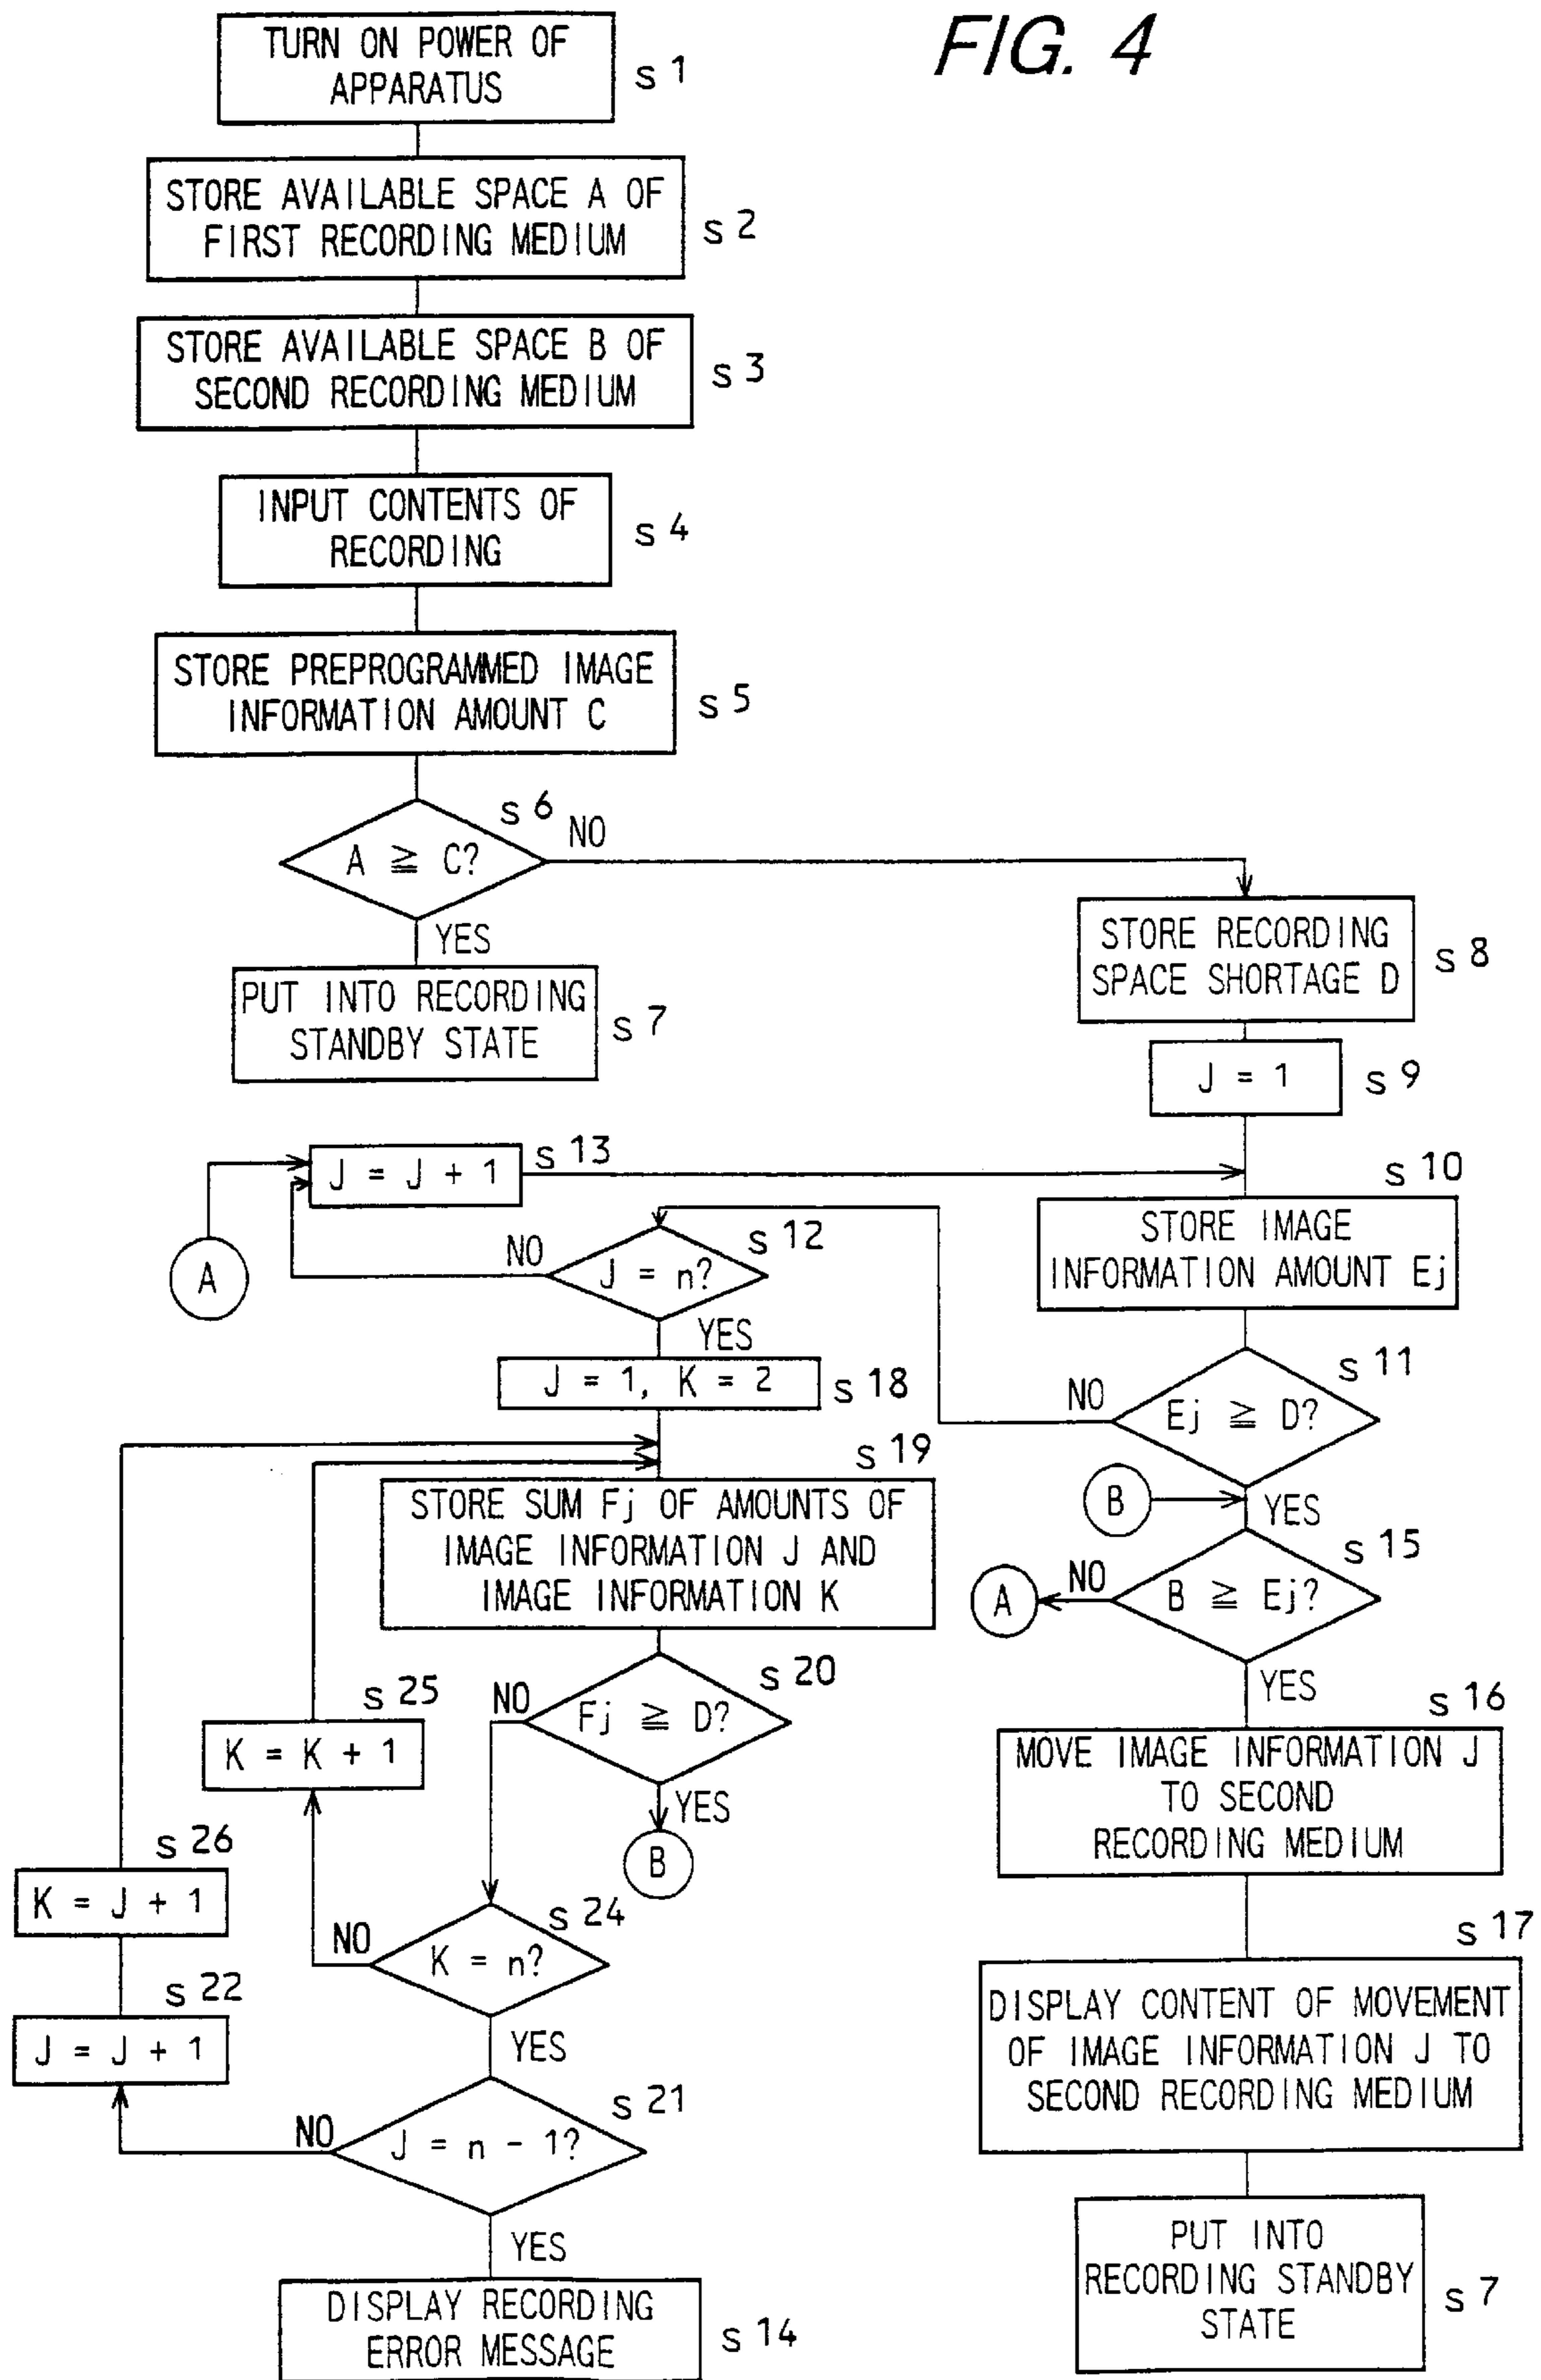 FIG. 4
TURN ON POWER OF
APPARATUS
s 1
STORE AVAILABLE SPACE A OF
FIRST RECORDING MEDIUM
s 2
STORE AVAILABLE SPACE B OF
SECOND RECORDING MEDIUM
s 3
INPUT CONTENTS OF
RECORDING
s 4
STORE PREPROGRAMMED IMAGE
INFORMATION AMOUNT C
s 5
s 6
A ≧ C?
NO
YES
PUT INTO RECORDING
STANDBY STATE
s 7
STORE RECORDING
SPACE SHORTAGE D
s 8
J = 1
s 9
J = J + 1
s 13
A
s 10
STORE IMAGE
INFORMATION AMOUNT Ej
s 12
NO
J = n?
YES
s 11
NO
Ej ≧ D?
YES
J = 1, K = 2
s 18
B
s 19
STORE SUM Fj OF AMOUNTS OF
IMAGE INFORMATION J AND
IMAGE INFORMATION K
s 15
A
NO
B ≧ Ej?
YES
s 20
NO
Fj ≧ D?
YES
B
s 25
K = K + 1
s 16
MOVE IMAGE INFORMATION J
TO SECOND
RECORDING MEDIUM
s 26
K = J + 1
s 24
NO
K = n?
YES
s 22
J = J + 1
s 17
DISPLAY CONTENT OF MOVEMENT
OF IMAGE INFORMATION J TO
SECOND RECORDING MEDIUM
s 21
NO
J = n - 1?
YES
DISPLAY RECORDING
ERROR MESSAGE
s 14
PUT INTO
RECORDING STANDBY
STATE
s 7